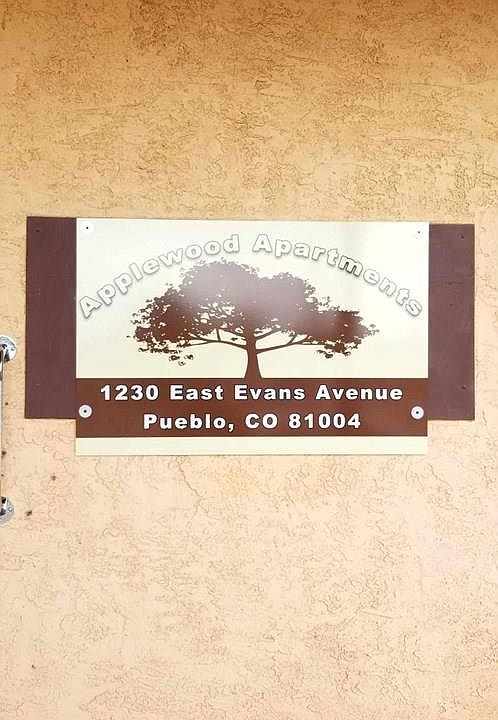 Applewood Apartments
1230 East Evans Avenue
Pueblo, CO 81004